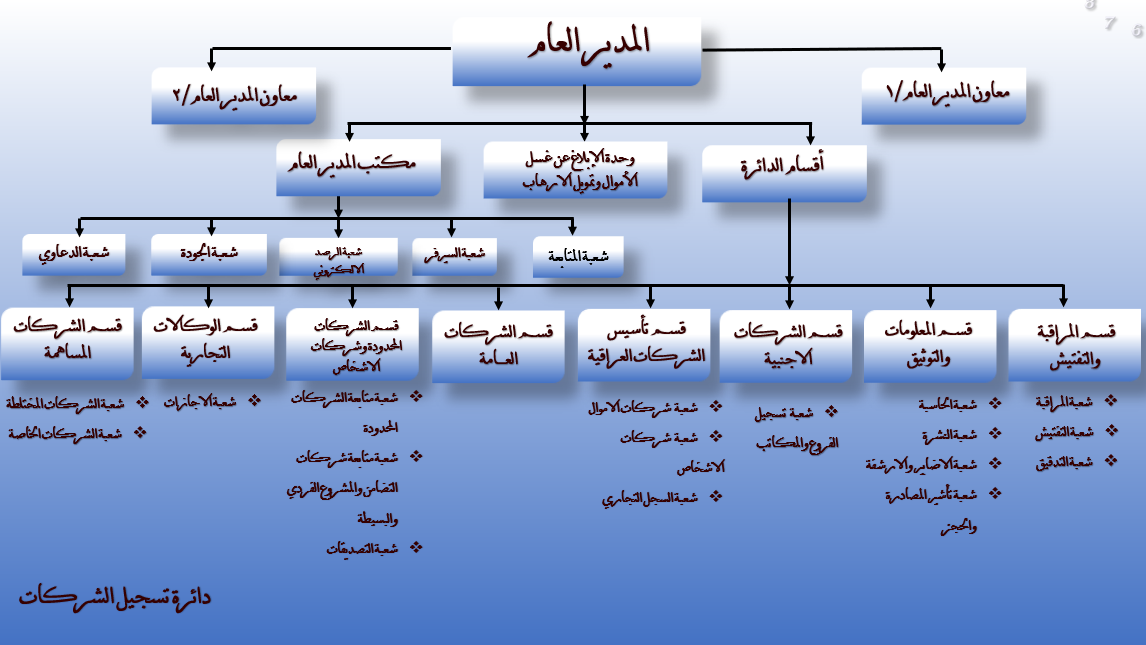 8
7
6
المدير العام
معاون المدير العام/١
معاون المدير العام/٢
أقسام الدائرة
وحدة الإبلاغ عن غسل
الأموال وتمويل الارهاب
مكتب المدير العام
شعبة المتابعة
شعبة السيرفر
شعبة الرصد
الالكتروني
شعبة الجودة
شعبة الدعاوي
قسم المراقبة
والتفتيش
شعبة المراقبة
شعبة التفتيش
شعبة التدقيق
قسم المعلومات
والتوثيق
شعبة الحاسبة
شعبة النشرة
شعبة الاضابير والارشفة
شعبة تأشير المصادرة
والحجز
قسم الشركات
الاجنبية
شعبة تسجيل
الفروع والمكاتب
قسم تأسيس
الشركات العراقية
شعبة شركات الاموال
شعبة شركات
الاشخاص
شعبة السجل التجاري
قسم الشركات
العامة
قسم الشركات
المحدودة وشركات
الاشخاص
شعبة متابعة الشركات
المحدودة
شعبة متابعة شركات
التضامن والمشروع الفردي
والبسيطة
شعبة التصديقات
قسم الوكالات
التجارية
شعبة الاجازات
قسم الشركات
المساهمة
شعبة الشركات المختلطة
شعبة الشركات الخاصة
دائرة تسجيل الشركات